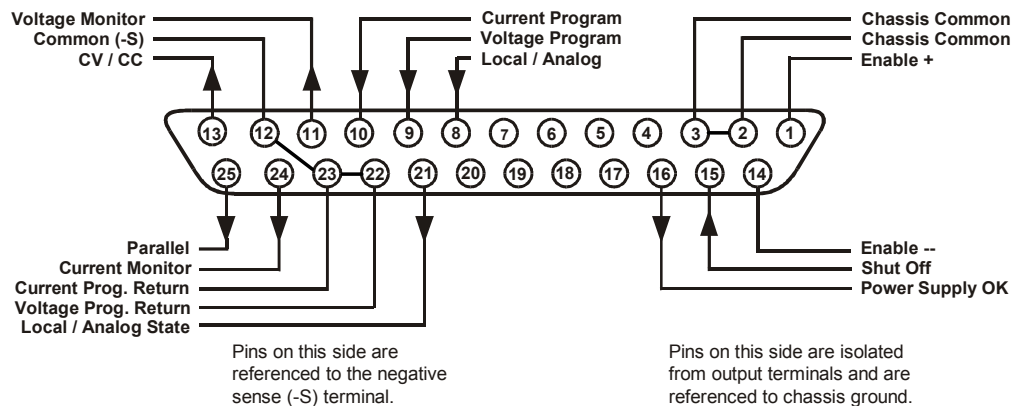 Voltage Monitor
Common (-S)
CV / CC
Current Program
Voltage Program
Local / Analog
Chassis Common
Chassis Common
Enable +
13 12 11 10 9 8 7 6 5 4 3 2 1
25 24 23 22 21 20 19 18 17 16 15 14
Parallel
Current Monitor
Current Prog. Return
Voltage Prog. Return
Local / Analog State
Enable --
Shut Off
Power Supply OK
Pins on this side are
referenced to the negative
sense (-S) terminal.
Pins on this side are isolated
from output terminals and are
referenced to chassis ground.